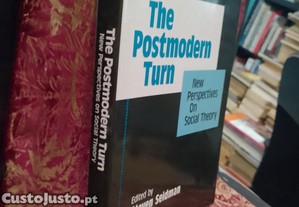 The
Postmodern
Turn
New
Perspectives
On
Social Theory
Edited by
Steven Seidman
The Postmodern Turn
New Perspectives On Social Theory
CustoJusto.pt